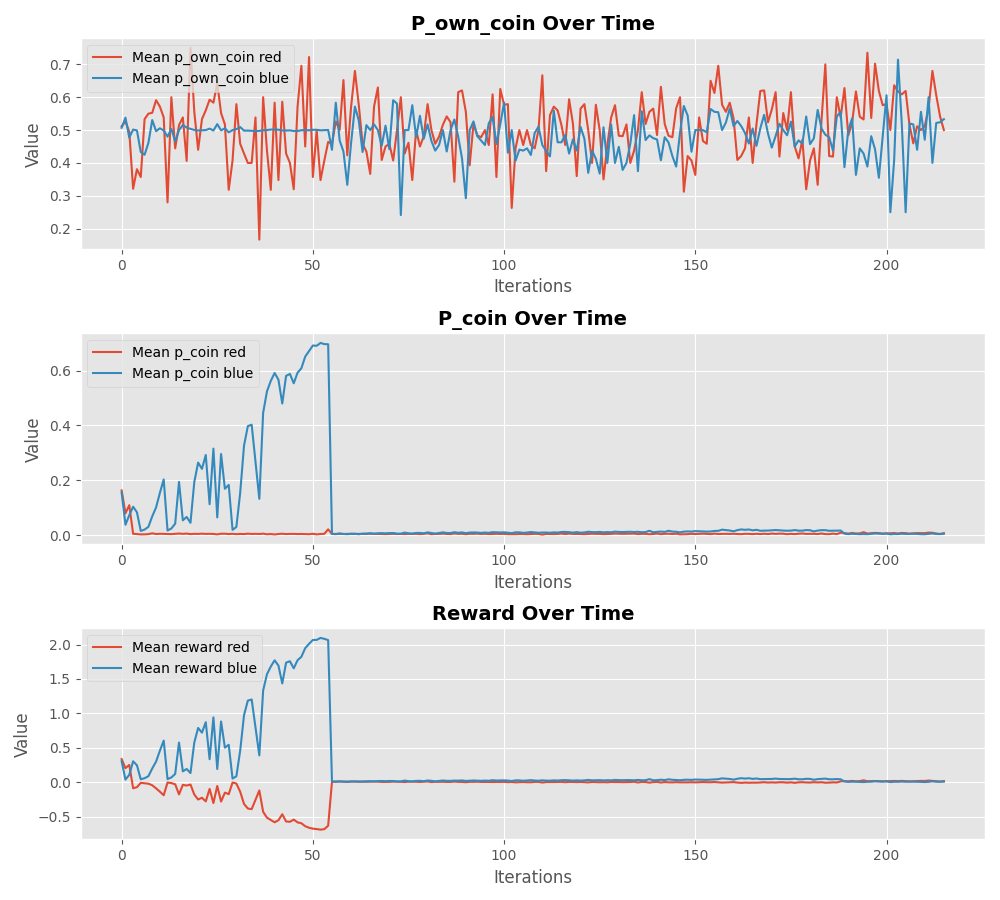 P_own_coin Over Time
Mean p_own_coin red
Mean p_own_coin blue
Value
0.7
0.6
0.5
0.4
0.3
0.2
0 50 100 150 200
Iterations
P_coin Over Time
Mean p_coin red
Mean p_coin blue
Value
0.6
0.4
0.2
0.0
0 50 100 150 200
Iterations
Reward Over Time
Mean reward red
Mean reward blue
Value
2.0
1.5
1.0
0.5
0.0
−0.5
0 50 100 150 200
Iterations